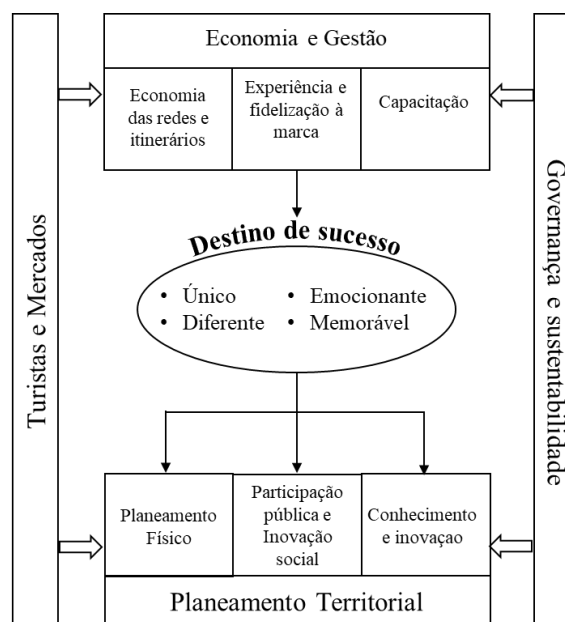 Economia e Gestão
Economia
das redes e
itinerários
Experiência e
fidelização à
marca
Capacitação
Turistas e Mercados
Governança e sustentabilidade
Destino de sucesso
• Único
• Diferente
• Emocionante
• Memorável
Planeamento
Físico
Participação
pública e
Inovação
social
Conhecimento
e inovaçao
Planeamento Territorial